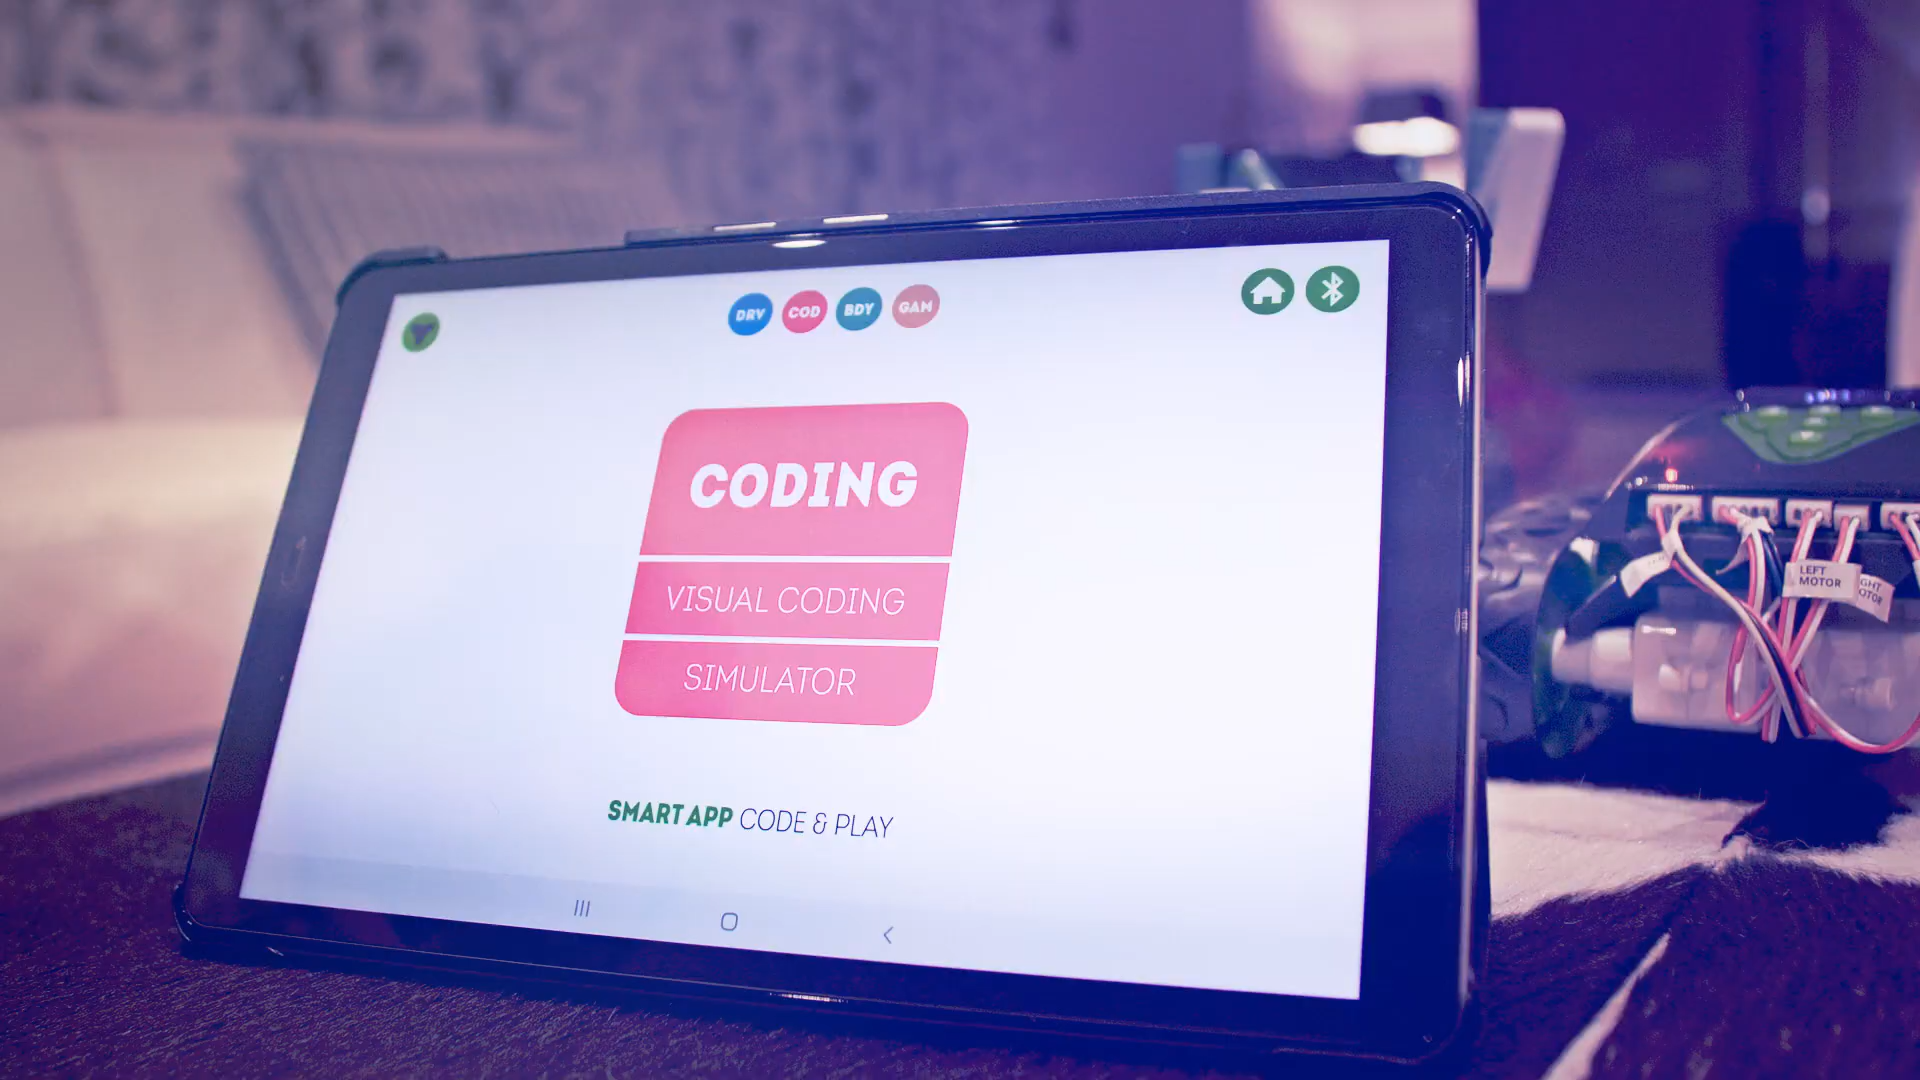 DRV
COD
BDY
GAM
CODING
VISUAL CODING
SIMULATOR
SMART APP CODE & PLAY
LEFT
MOTOR